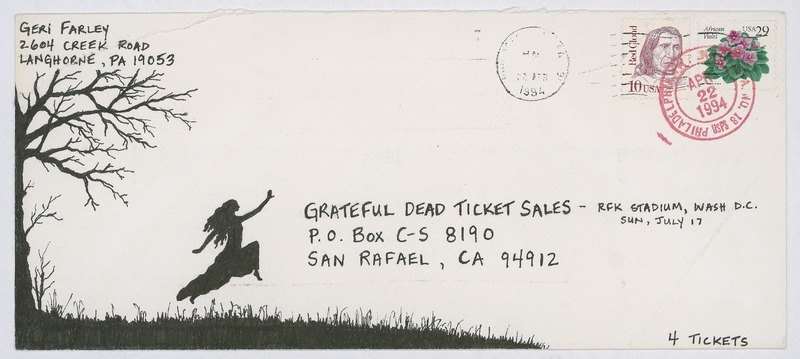 GERI FARLEY
2604 CREEK ROAD
LANGHORNE, PA 19053
Red Cloud
10 USA
African Violet
USA 29
22 APR
1994
PHILADELPHIA
APR
22
1994
GRATEFUL DEAD TICKET SALES - RFK STADIUM, WASH D.C.
SUN, JULY 17
P.O. BOX C-S 8190
SAN RAFAEL, CA 94912
4 TICKETS